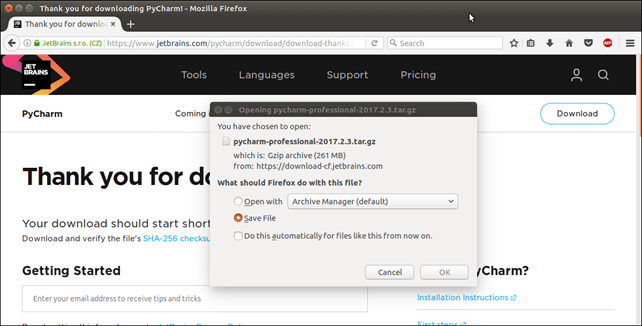 Thank you for downloading PyCharm! - Mozilla Firefox
Thank you for downloadin
JetBrains s.r.o. (CZ)
https://www.jetbrains.com/pycharm/download/download-thanks.
Search
JET
BRAINS
Tools
Languages
Support
Pricing
PyCharm
Coming
Download
Opening pycharm-professional-2017.2.3.tar.gz
You have chosen to open:
pycharm-professional-2017.2.3.tar.gz
which is: Gzip archive (261 MB)
from: https://download-cf.jetbrains.com
What should Firefox do with this file?
Open with
Archive Manager (default)
Save File
Do this automatically for files like this from now on.
Cancel
OK
Thank you for do
Your download should start short
Download and verify the file's SHA-256 checksu
Getting Started
Enter your email address to receive tips and tricks
yCharm?
Installation Instructions
First steps